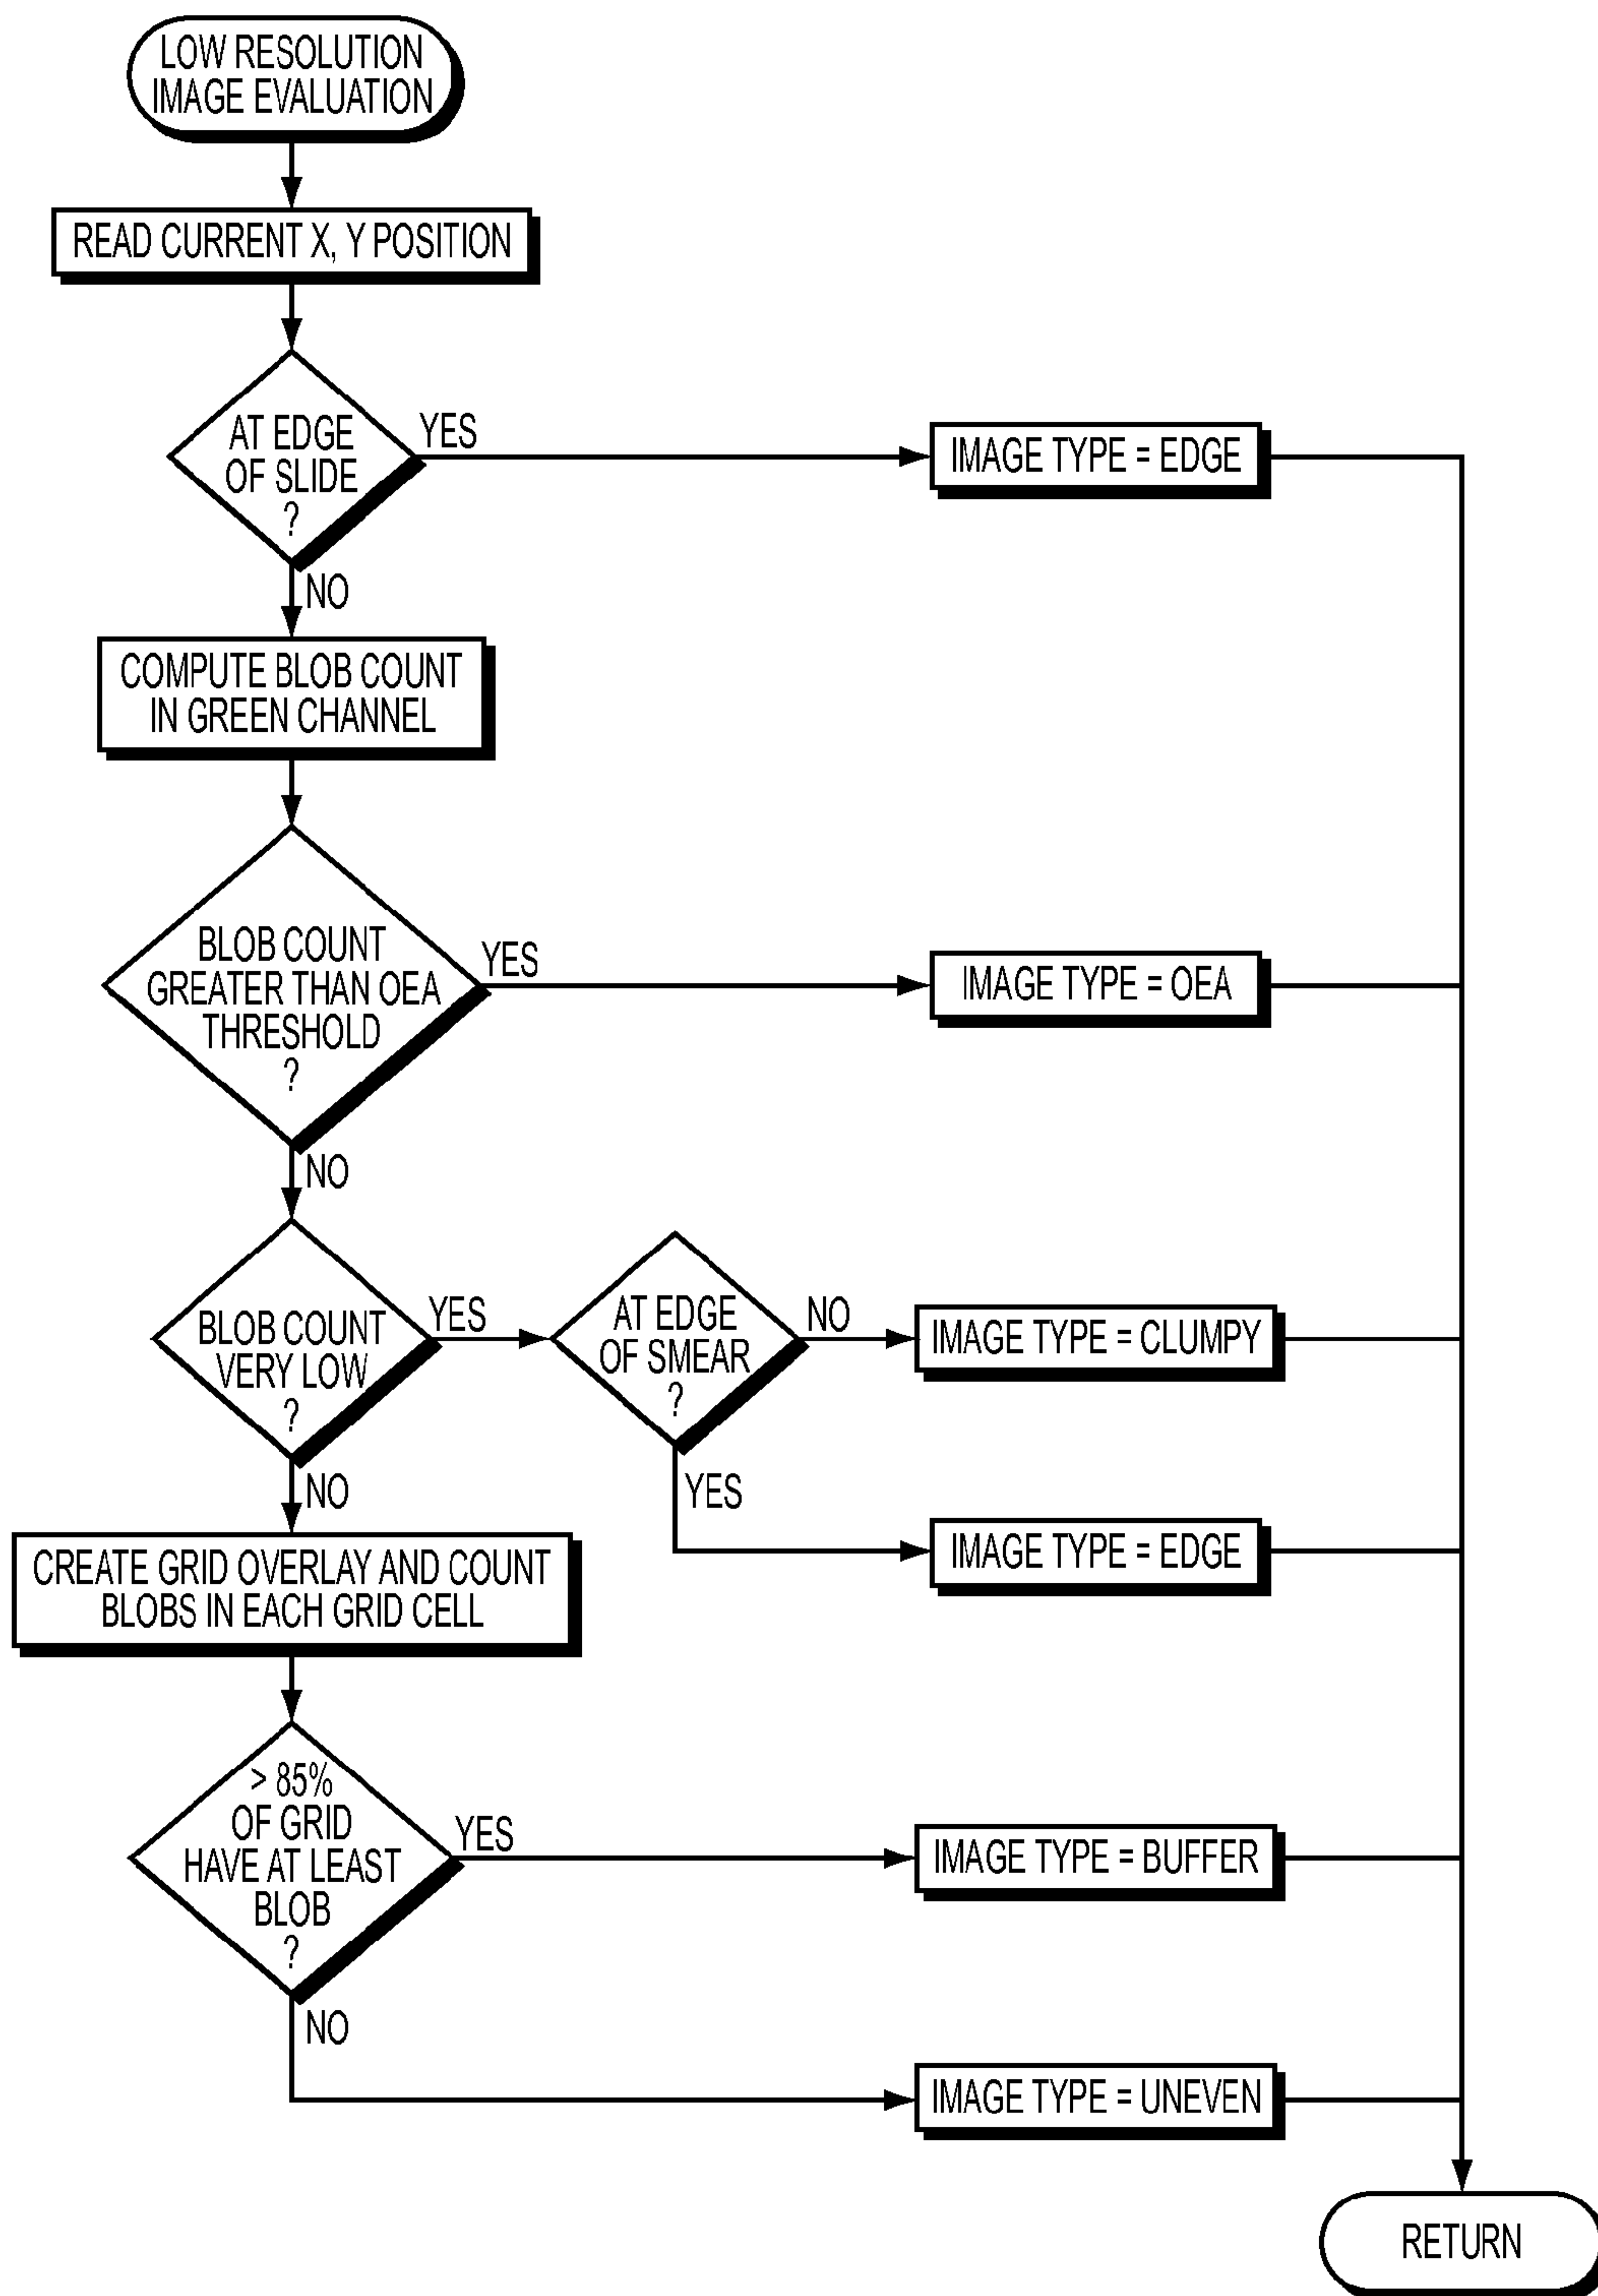 LOW RESOLUTION
IMAGE EVALUATION
READ CURRENT X, Y POSITION
AT EDGE
OF SLIDE
?
YES
IMAGE TYPE = EDGE
NO
COMPUTE BLOB COUNT
IN GREEN CHANNEL
BLOB COUNT
GREATER THAN OEA
THRESHOLD
?
YES
IMAGE TYPE = OEA
NO
BLOB COUNT
VERY LOW
?
YES
AT EDGE
OF SMEAR
?
NO
IMAGE TYPE = CLUMPY
YES
IMAGE TYPE = EDGE
NO
CREATE GRID OVERLAY AND COUNT
BLOBS IN EACH GRID CELL
> 85%
OF GRID
HAVE AT LEAST
BLOB
?
YES
IMAGE TYPE = BUFFER
NO
IMAGE TYPE = UNEVEN
RETURN